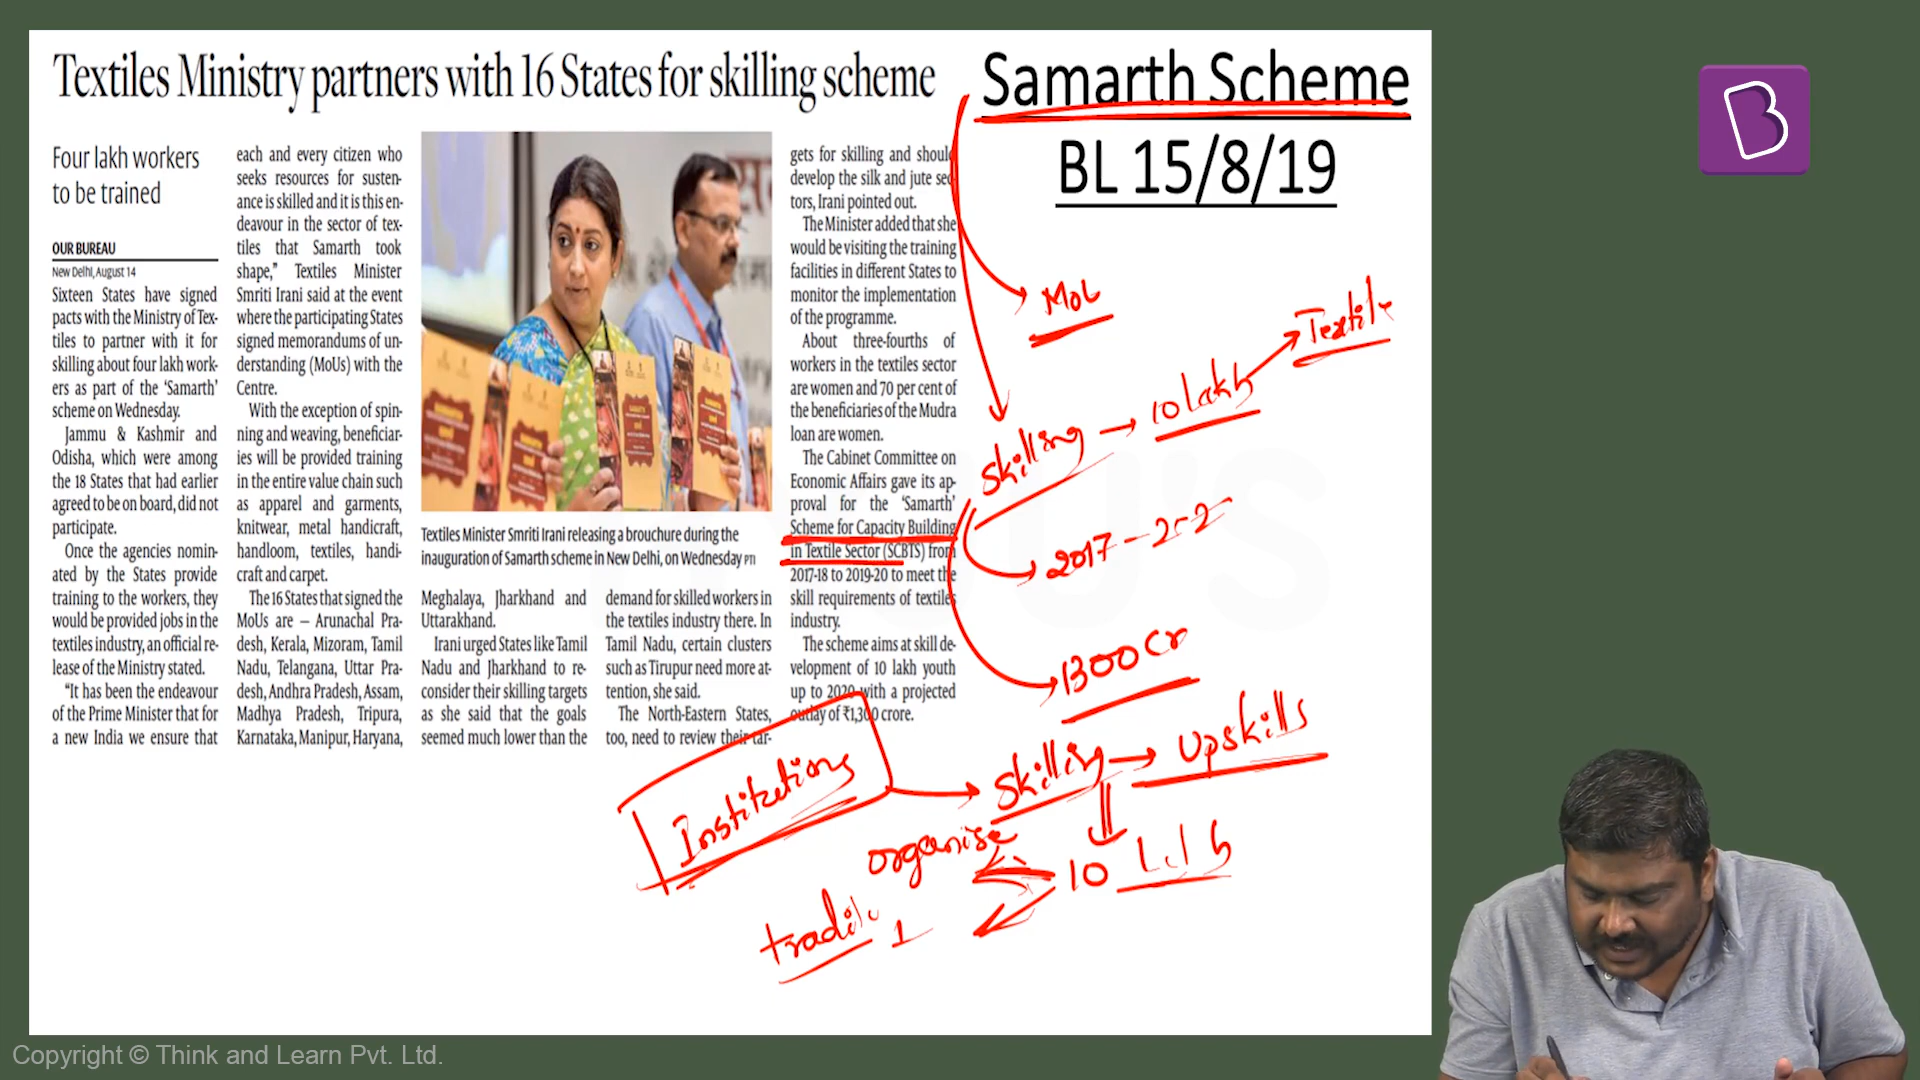 Textiles Ministry partners with 16 States for skilling scheme
Four lakh workers
to be trained
OUR BUREAU
New Delhi, August 14
Sixteen States have signed
pacts with the Ministry of Tex-
tiles to partner with it for
skilling about four lakh work-
ers as part of the ‘Samarth’
scheme on Wednesday.
Jammu & Kashmir and
Odisha, which were among
the 18 States that had earlier
agreed to be on board, did not
participate.
Once the agencies nomin-
ated by the States provide
training to the workers, they
would be provided jobs in the
textiles industry, an official re-
lease of the Ministry stated.
“It has been the endeavour
of the Prime Minister that for
a new India we ensure that
each and every citizen who
seeks resources for susten-
ance is skilled and it is this en-
deavour in the sector of tex-
tiles that Samarth took
shape,” Textiles Minister
Smriti Irani said at the event
where the participating States
signed memorandums of un-
derstanding (MoUs) with the
Centre.
With the exception of spin-
ning and weaving, beneficiar-
ies will be provided training
in the entire value chain such
as apparel and garments,
knitwear, metal handicraft,
handloom, textiles, handi-
craft and carpet.
The 16 States that signed the
MoUs are — Arunachal Pra-
desh, Kerala, Mizoram, Tamil
Nadu, Telangana, Uttar Pra-
desh, Andhra Pradesh, Assam,
Madhya Pradesh, Tripura,
Karnataka, Manipur, Haryana,
Textiles Minister Smriti Irani releasing a brouchure during the
inauguration of Samarth scheme in New Delhi, on Wednesday PTI
Meghalaya, Jharkhand and
Uttarakhand.
Irani urged States like Tamil
Nadu and Jharkhand to re-
consider their skilling targets
as she said that the goals
seemed much lower than the
demand for skilled workers in
the textiles industry there. In
Tamil Nadu, certain clusters
such as Tirupur need more at-
tention, she said.
The North-Eastern States,
too, need to review their tar-
gets for skilling and should
develop the silk and jute sec-
tors, Irani pointed out.
The Minister added that she
would be visiting the training
facilities in different States to
monitor the implementation
of the programme.
About three-fourths of
workers in the textiles sector
are women and 70 per cent of
the beneficiaries of the Mudra
loan are women.
The Cabinet Committee on
Economic Affairs gave its ap-
proval for the ‘Samarth’
Scheme for Capacity Building
in Textile Sector (SCBTS) from
2017-18 to 2019-20 to meet the
skill requirements of textiles
industry.
The scheme aims at skill de-
velopment of 10 lakh youth
up to 2020 with a projected
outlay of ₹1,300 crore.
Samarth Scheme
BL 15/8/19
Textile
10 lakh
skilling
2017 -
1300 Cr
Institutions
skilling
upskills
organise
10
Copyright © Think and Learn Pvt. Ltd.